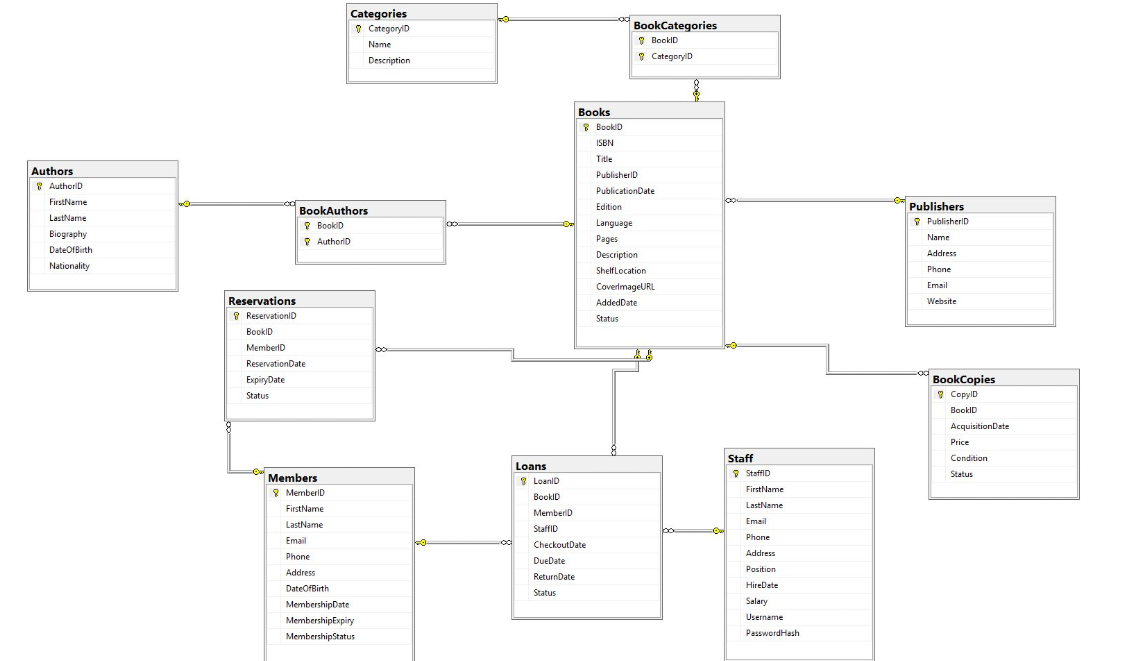 Categories
CategoryID
Name
Description
BookCategories
BookID
CategoryID
Books
BookID
ISBN
Title
PublisherID
PublicationDate
Edition
Language
Pages
Description
ShelfLocation
CoverImageURL
AddedDate
Status
Authors
AuthorID
FirstName
LastName
Biography
DateOfBirth
Nationality
BookAuthors
BookID
AuthorID
Publishers
PublisherID
Name
Address
Phone
Email
Website
Reservations
ReservationID
BookID
MemberID
ReservationDate
ExpiryDate
Status
BookCopies
CopyID
BookID
AcquisitionDate
Price
Condition
Status
Members
MemberID
FirstName
LastName
Email
Phone
Address
DateOfBirth
MembershipDate
MembershipExpiry
MembershipStatus
Loans
LoanID
BookID
MemberID
StaffID
CheckoutDate
DueDate
ReturnDate
Status
Staff
StaffID
FirstName
LastName
Email
Phone
Address
Position
HireDate
Salary
Username
PasswordHash